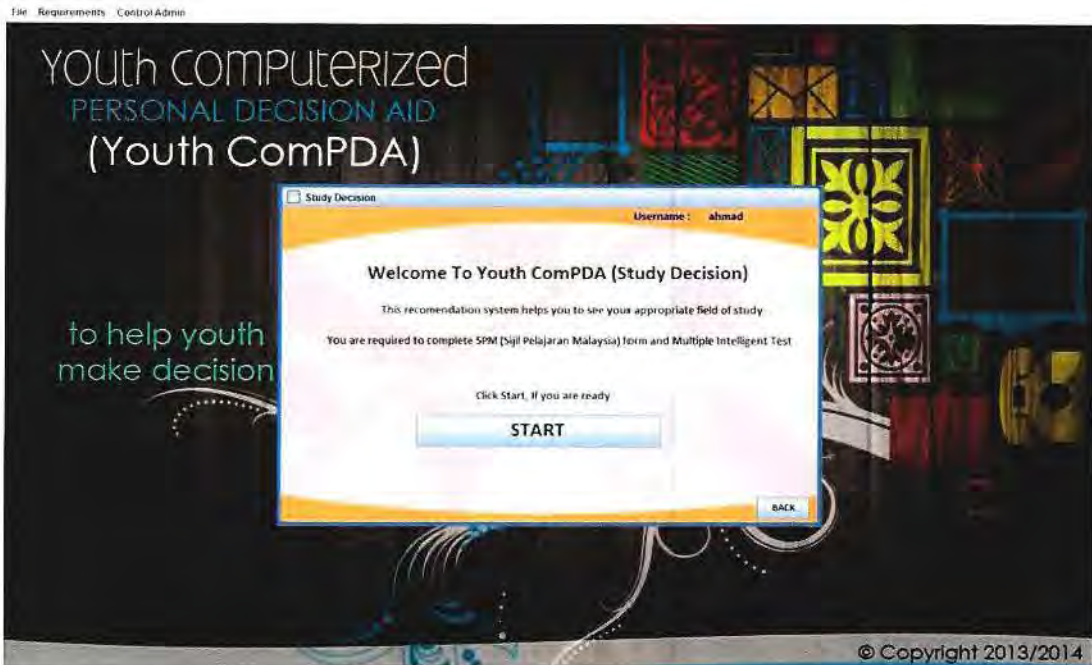 File Requirements Control Admin
Youth Computerized
PERSONAL DECISION AID
(Youth ComPDA)
Study Decision
Username : ahmad
Welcome To Youth ComPDA (Study Decision)
This recomendation system helps you to see your appropriate field of study
You are required to complete SPM (Sijil Pelajaran Malaysia) form and Multiple Intelligent Test
to help youth
make decision
Click Start, If you are ready
START
BACK
© Copyright 2013/2014